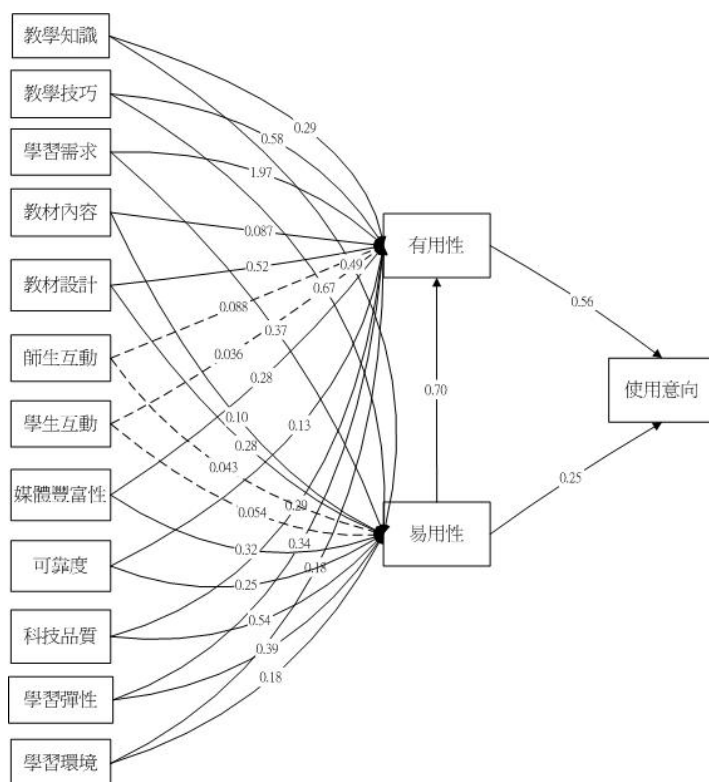 教學知識
教學技巧
學習需求
教材內容
教材設計
師生互動
學生互動
媒體豐富性
可靠度
科技品質
學習彈性
學習環境
0.29
0.58
1.97
0.087
0.52
0.49
0.67
0.088
0.37
0.036
0.28
0.10
0.13
0.28
0.043
0.054
0.29
0.32
0.34
0.25
0.18
0.54
0.39
0.18
有用性
0.70
易用性
0.56
0.25
使用意向